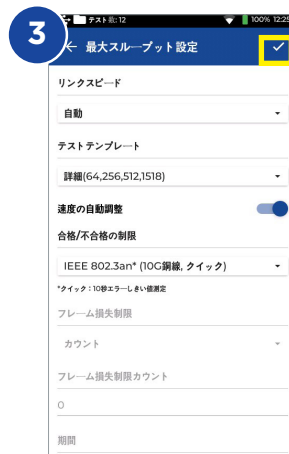 3
テスト数: 12
100% 12:25
← 最大スループット設定 ✓
リンクスピード
自動
テストテンプレート
詳細(64,256,512,1518)
速度の自動調整
合格/不合格の制限
IEEE 802.3an* (10G銅線, クイック)
*クイック：10秒エラーしきい値測定
フレーム損失制限
カウント
フレーム損失制限カウント
0
期間